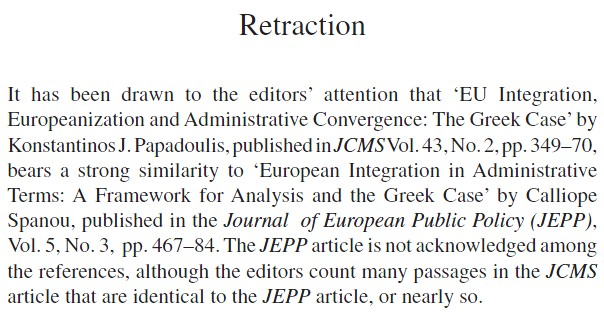 Retraction
It has been drawn to the editors’ attention that ‘EU Integration,
Europeanization and Administrative Convergence: The Greek Case’ by
Konstantinos J. Papadoulis, published in JCMS Vol. 43, No. 2, pp. 349–70,
bears a strong similarity to ‘European Integration in Administrative
Terms: A Framework for Analysis and the Greek Case’ by Calliope
Spanou, published in the Journal of European Public Policy (JEPP),
Vol. 5, No. 3, pp. 467–84. The JEPP article is not acknowledged among
the references, although the editors count many passages in the JCMS
article that are identical to the JEPP article, or nearly so.